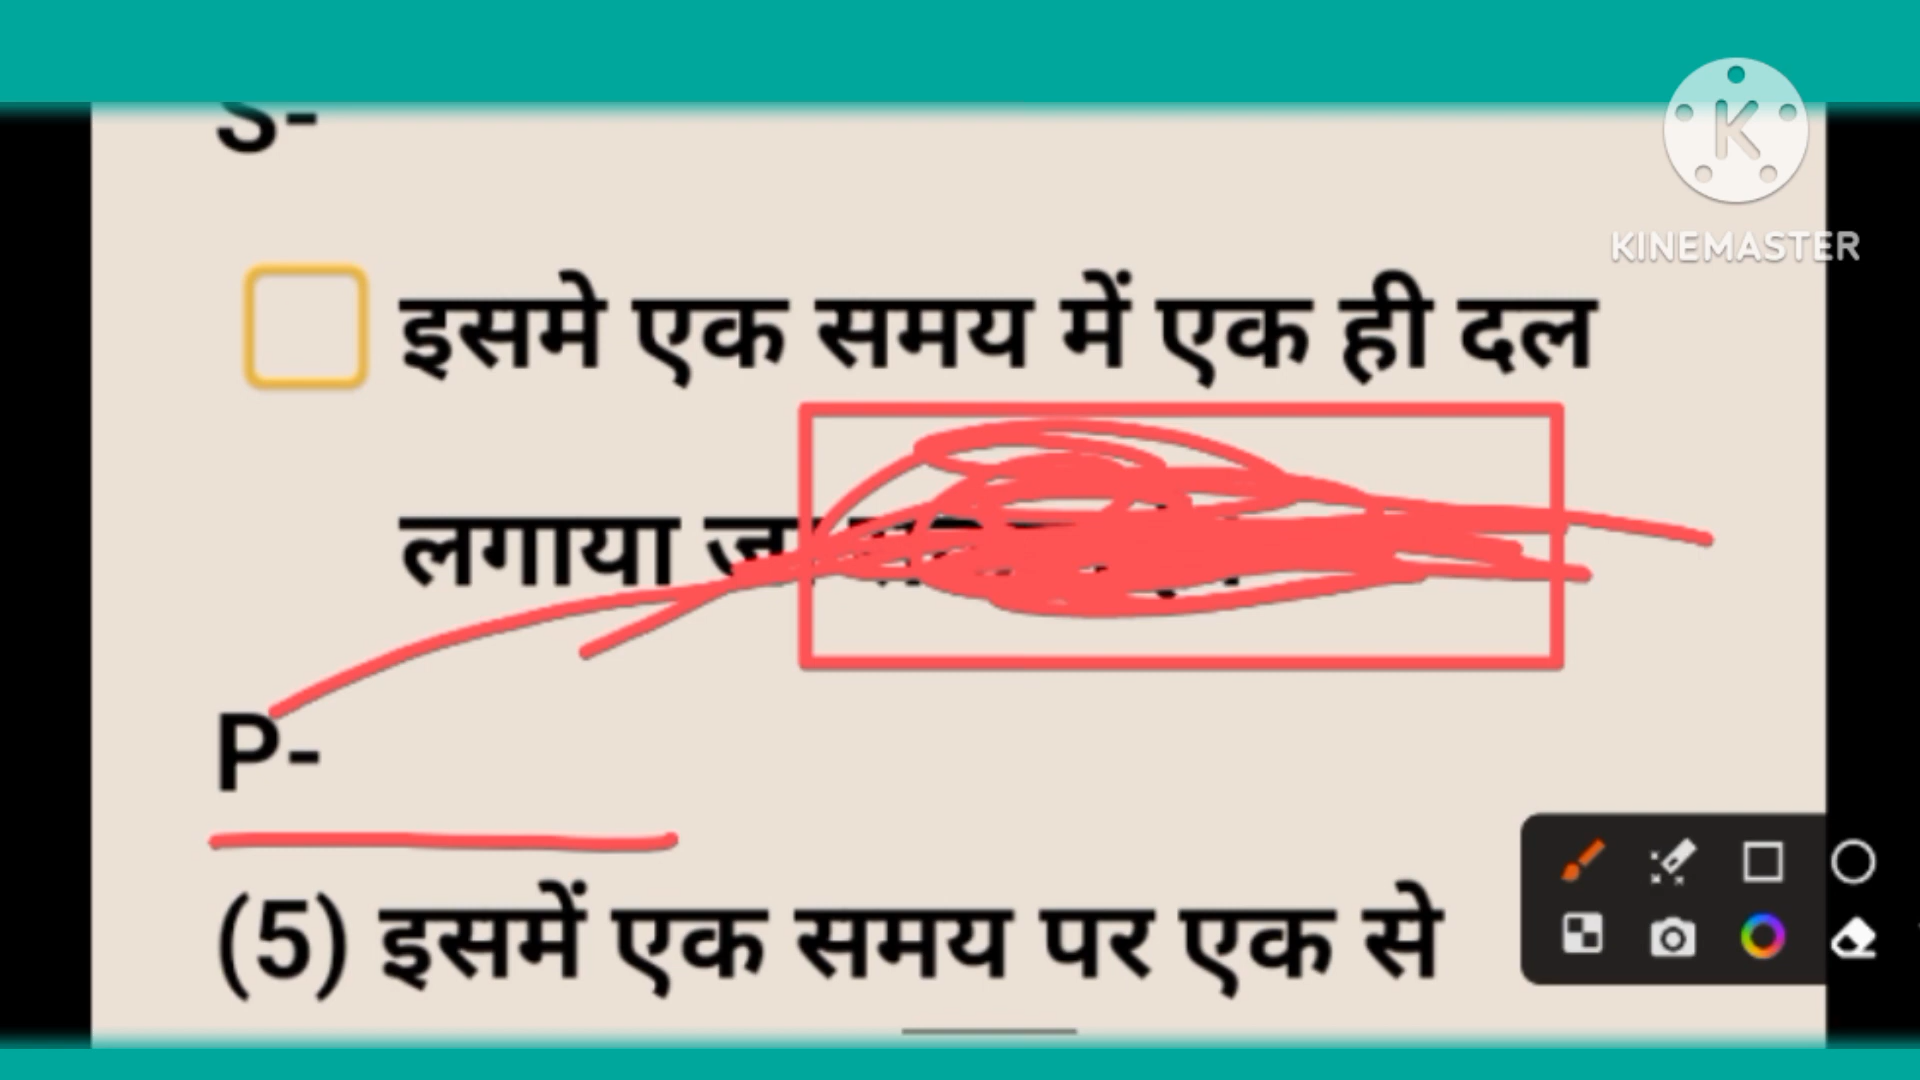 S-
KINEMASTER
इसमे एक समय में एक ही दल
लगाया
P-
(5) इसमें एक समय पर एक से